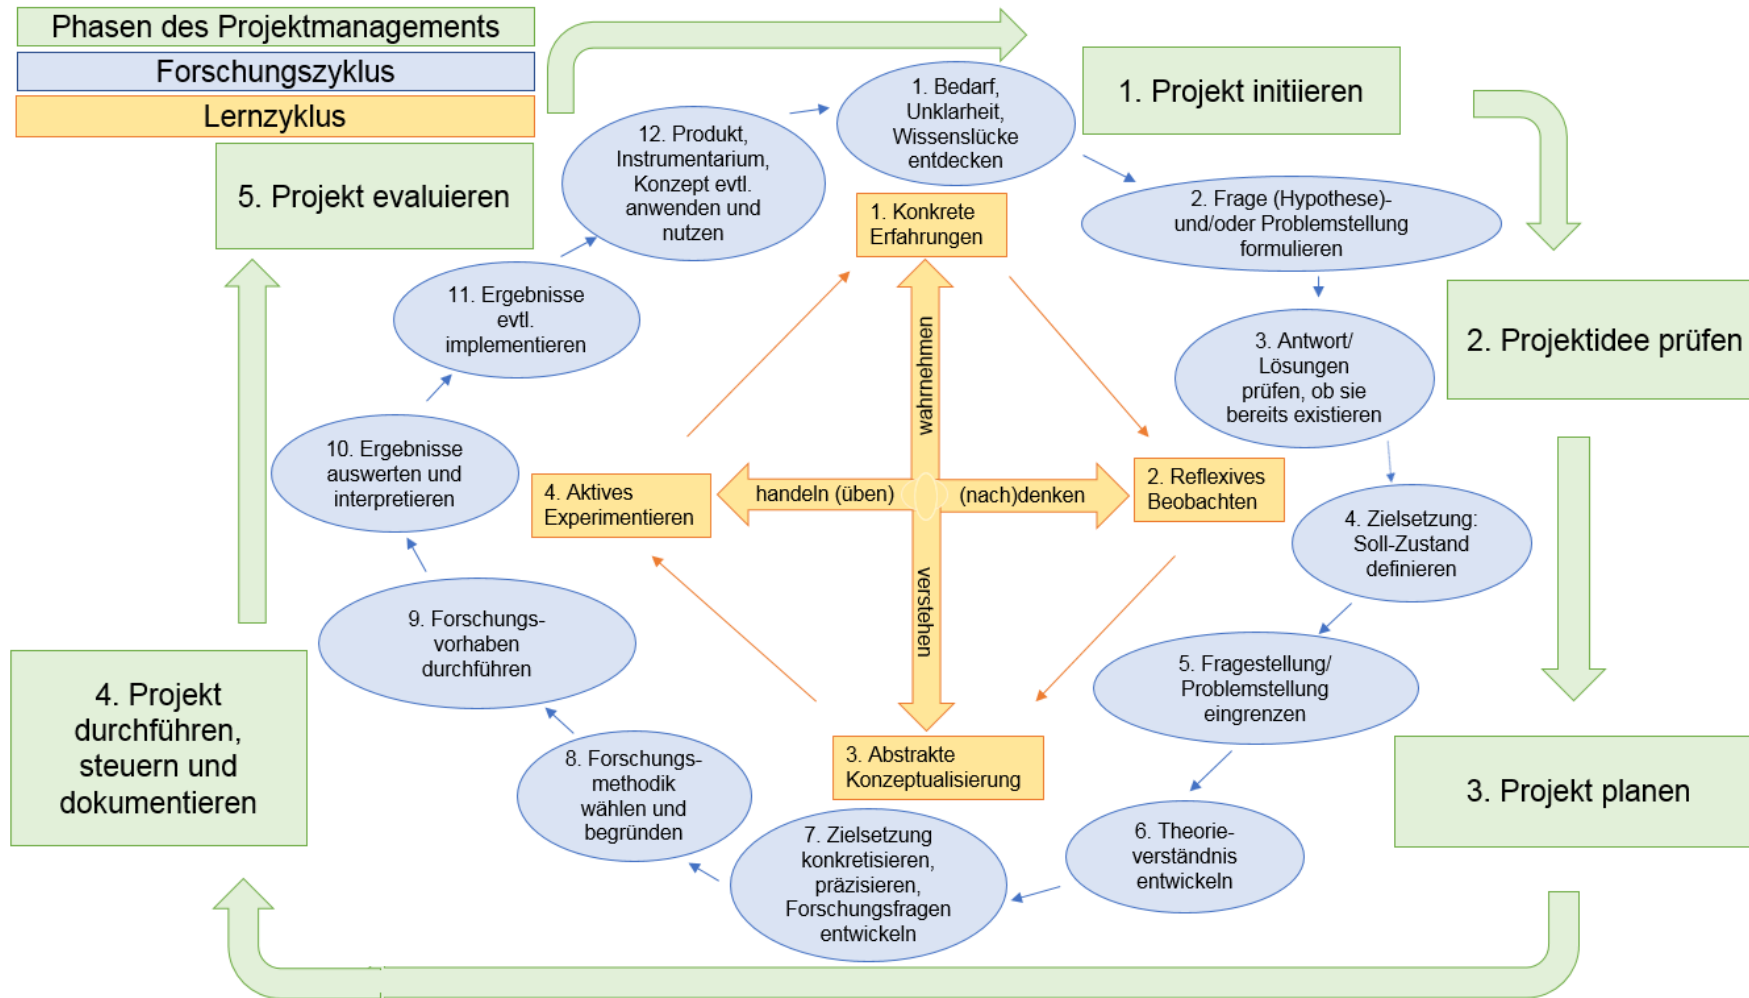 Phasen des Projektmanagements
Forschungszyklus
Lernzyklus
1. Projekt initiieren
2. Projektidee prüfen
3. Projekt planen
4. Projekt
durchführen,
steuern und
dokumentieren
5. Projekt evaluieren
1. Bedarf,
Unklarheit,
Wissenslücke
entdecken
2. Frage (Hypothese)-
und/oder Problemstellung
formulieren
3. Antwort/
Lösungen
prüfen, ob sie
bereits existieren
4. Zielsetzung:
Soll-Zustand
definieren
5. Fragestellung/
Problemstellung
eingrenzen
6. Theorie-
verständnis
entwickeln
7. Zielsetzung
konkretisieren,
präzisieren,
Forschungsfragen
entwickeln
8. Forschungs-
methodik
wählen und
begründen
9. Forschungs-
vorhaben
durchführen
10. Ergebnisse
auswerten und
interpretieren
11. Ergebnisse
evtl.
implementieren
12. Produkt,
Instrumentarium,
Konzept evtl.
anwenden und
nutzen
1. Konkrete
Erfahrungen
2. Reflexives
Beobachten
3. Abstrakte
Konzeptualisierung
4. Aktives
Experimentieren
wahrnehmen
handeln (üben)
(nach)denken
verstehen